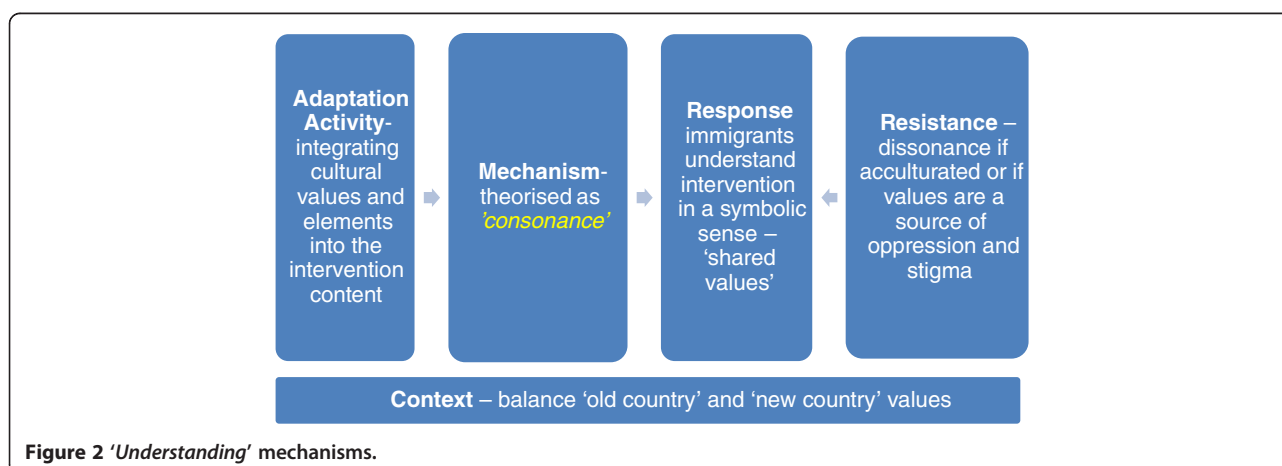 Adaptation
Activity-
integrating
cultural
values and
elements
into the
intervention
content
Mechanism-
theorised as
’consonance’
Response
immigrants
understand
intervention
in a symbolic
sense –
‘shared
values’
Resistance –
dissonance if
acculturated or if
values are a
source of
oppression and
stigma
Context – balance ‘old country’ and ‘new country’ values
Figure 2 ‘Understanding’ mechanisms.